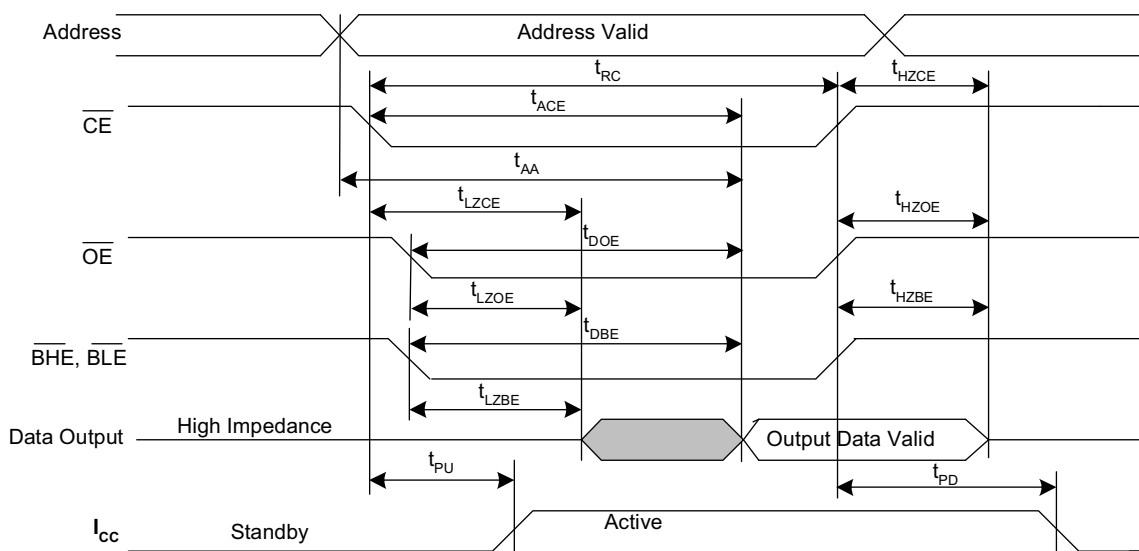 Address
Address Valid
tRC
tHZCE
tACE
CE
tAA
tLZCE
tHZOE
OE
tDOE
tLZOE
tHZBE
tDBE
BHE, BLE
tLZBE
Data Output
High Impedance
Output Data Valid
tPU
tPD
ICC
Standby
Active